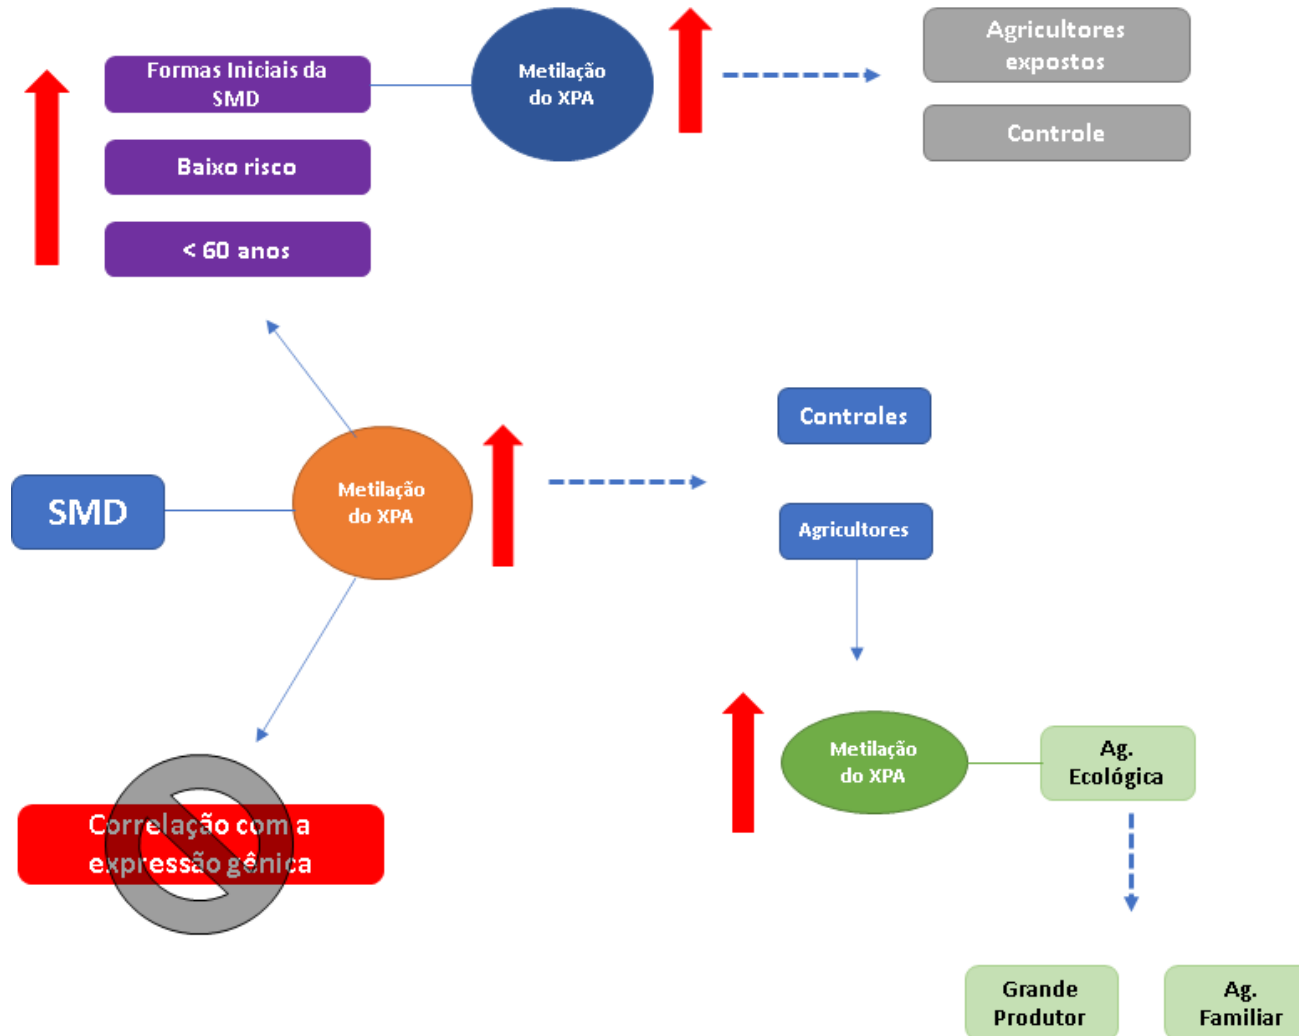 Formas Iniciais da
SMD
Baixo risco
< 60 anos
Metilação
do XPA
Agricultores
expostos
Controle
SMD
Metilação
do XPA
Controles
Agricultores
Correlação com a
expressão gênica
Metilação
do XPA
Ag.
Ecológica
Grande
Produtor
Ag.
Familiar